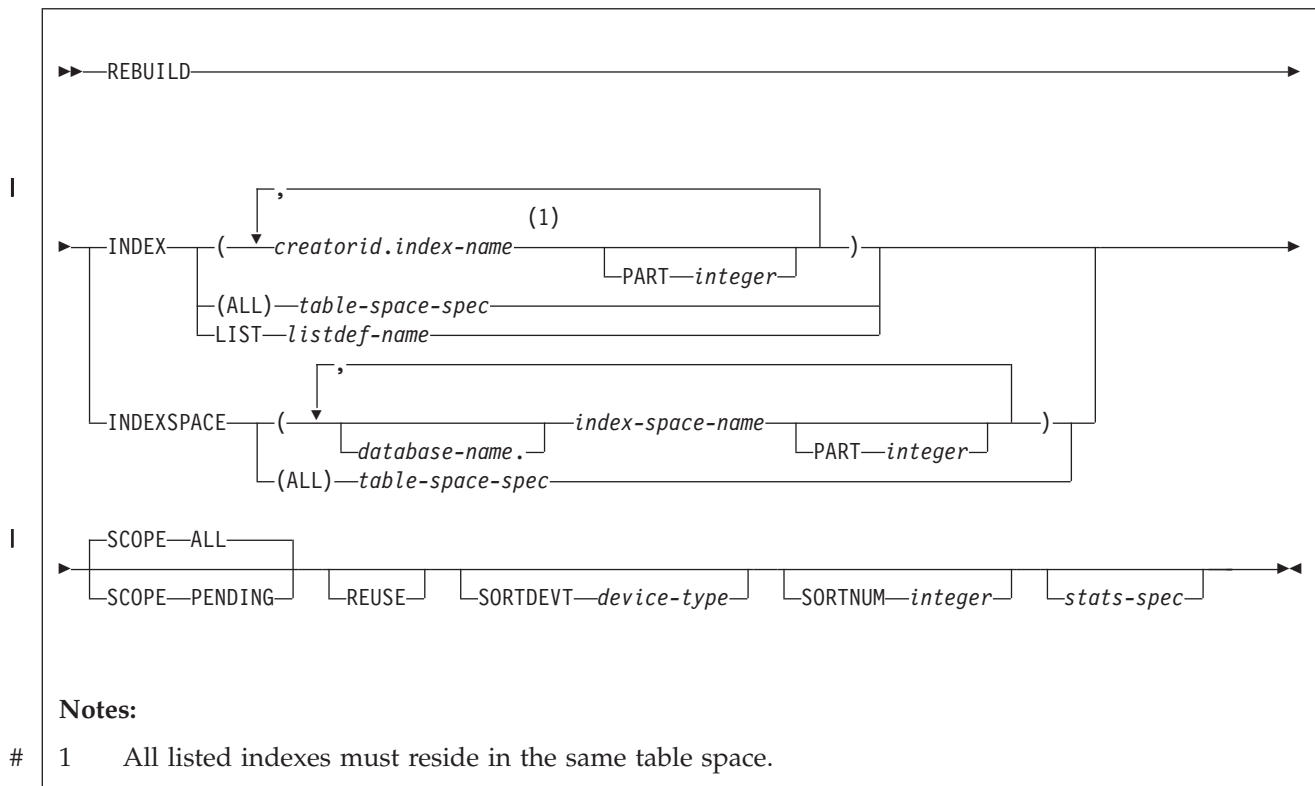 REBUILD
| ,
(1)
INDEX ( creatorid.index-name )
PART integer
(ALL) table-space-spec
LIST listdef-name
,
INDEXSPACE ( index-space-name )
database-name. PART integer
(ALL) table-space-spec
| SCOPE ALL
SCOPE PENDING REUSE SORTDEVT device-type SORTNUM integer stats-spec
Notes:
# 1 All listed indexes must reside in the same table space.